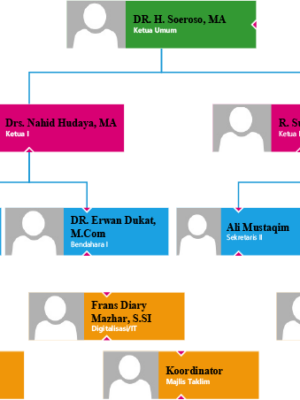 DR. H. Soeroso, MA
Ketua Umum
Drs. Nahid Hudaya, MA
Ketua I
R. S
Ketua
DR. Erwan Dukat,
M.Com
Bendahara I
Ali Mustaqim
Sekretaris II
Frans Diary
Mazhar, S.SI
Digitalisasi/IT
Koordinator
Majlis Taklim